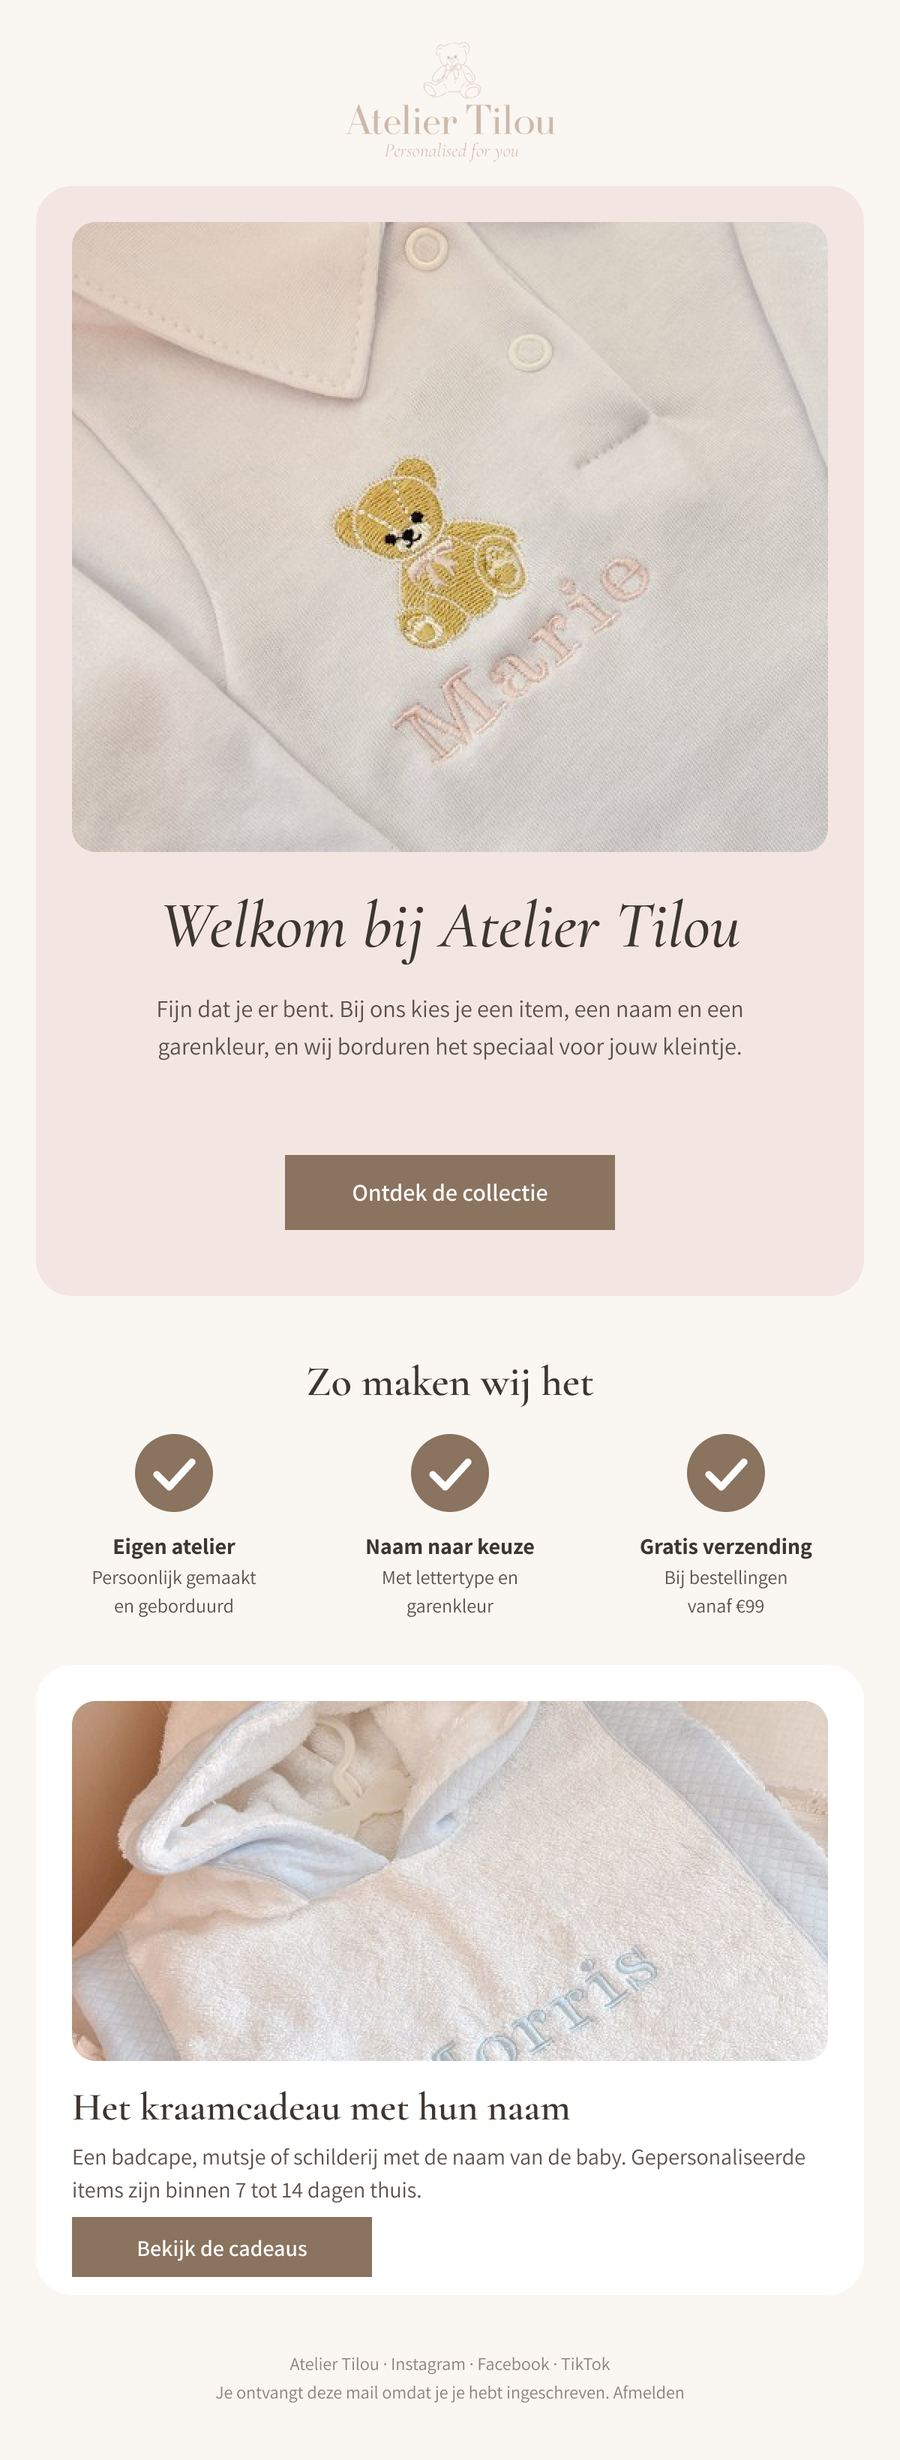 Atelier Tilou
Personalised for you
Marie
Welkom bij Atelier Tilou
Fijn dat je er bent. Bij ons kies je een item, een naam en een
garenkleur, en wij borduren het speciaal voor jouw kleintje.
Ontdek de collectie
Zo maken wij het
Eigen atelier
Persoonlijk gemaakt
en geborduurd
Naam naar keuze
Met lettertype en
garenkleur
Gratis verzending
Bij bestellingen
vanaf €99
Morris
Het kraamcadeau met hun naam
Een badcape, mutsje of schilderij met de naam van de baby. Gepersonaliseerde
items zijn binnen 7 tot 14 dagen thuis.
Bekijk de cadeaus
Atelier Tilou · Instagram · Facebook · TikTok
Je ontvangt deze mail omdat je je hebt ingeschreven. Afmelden